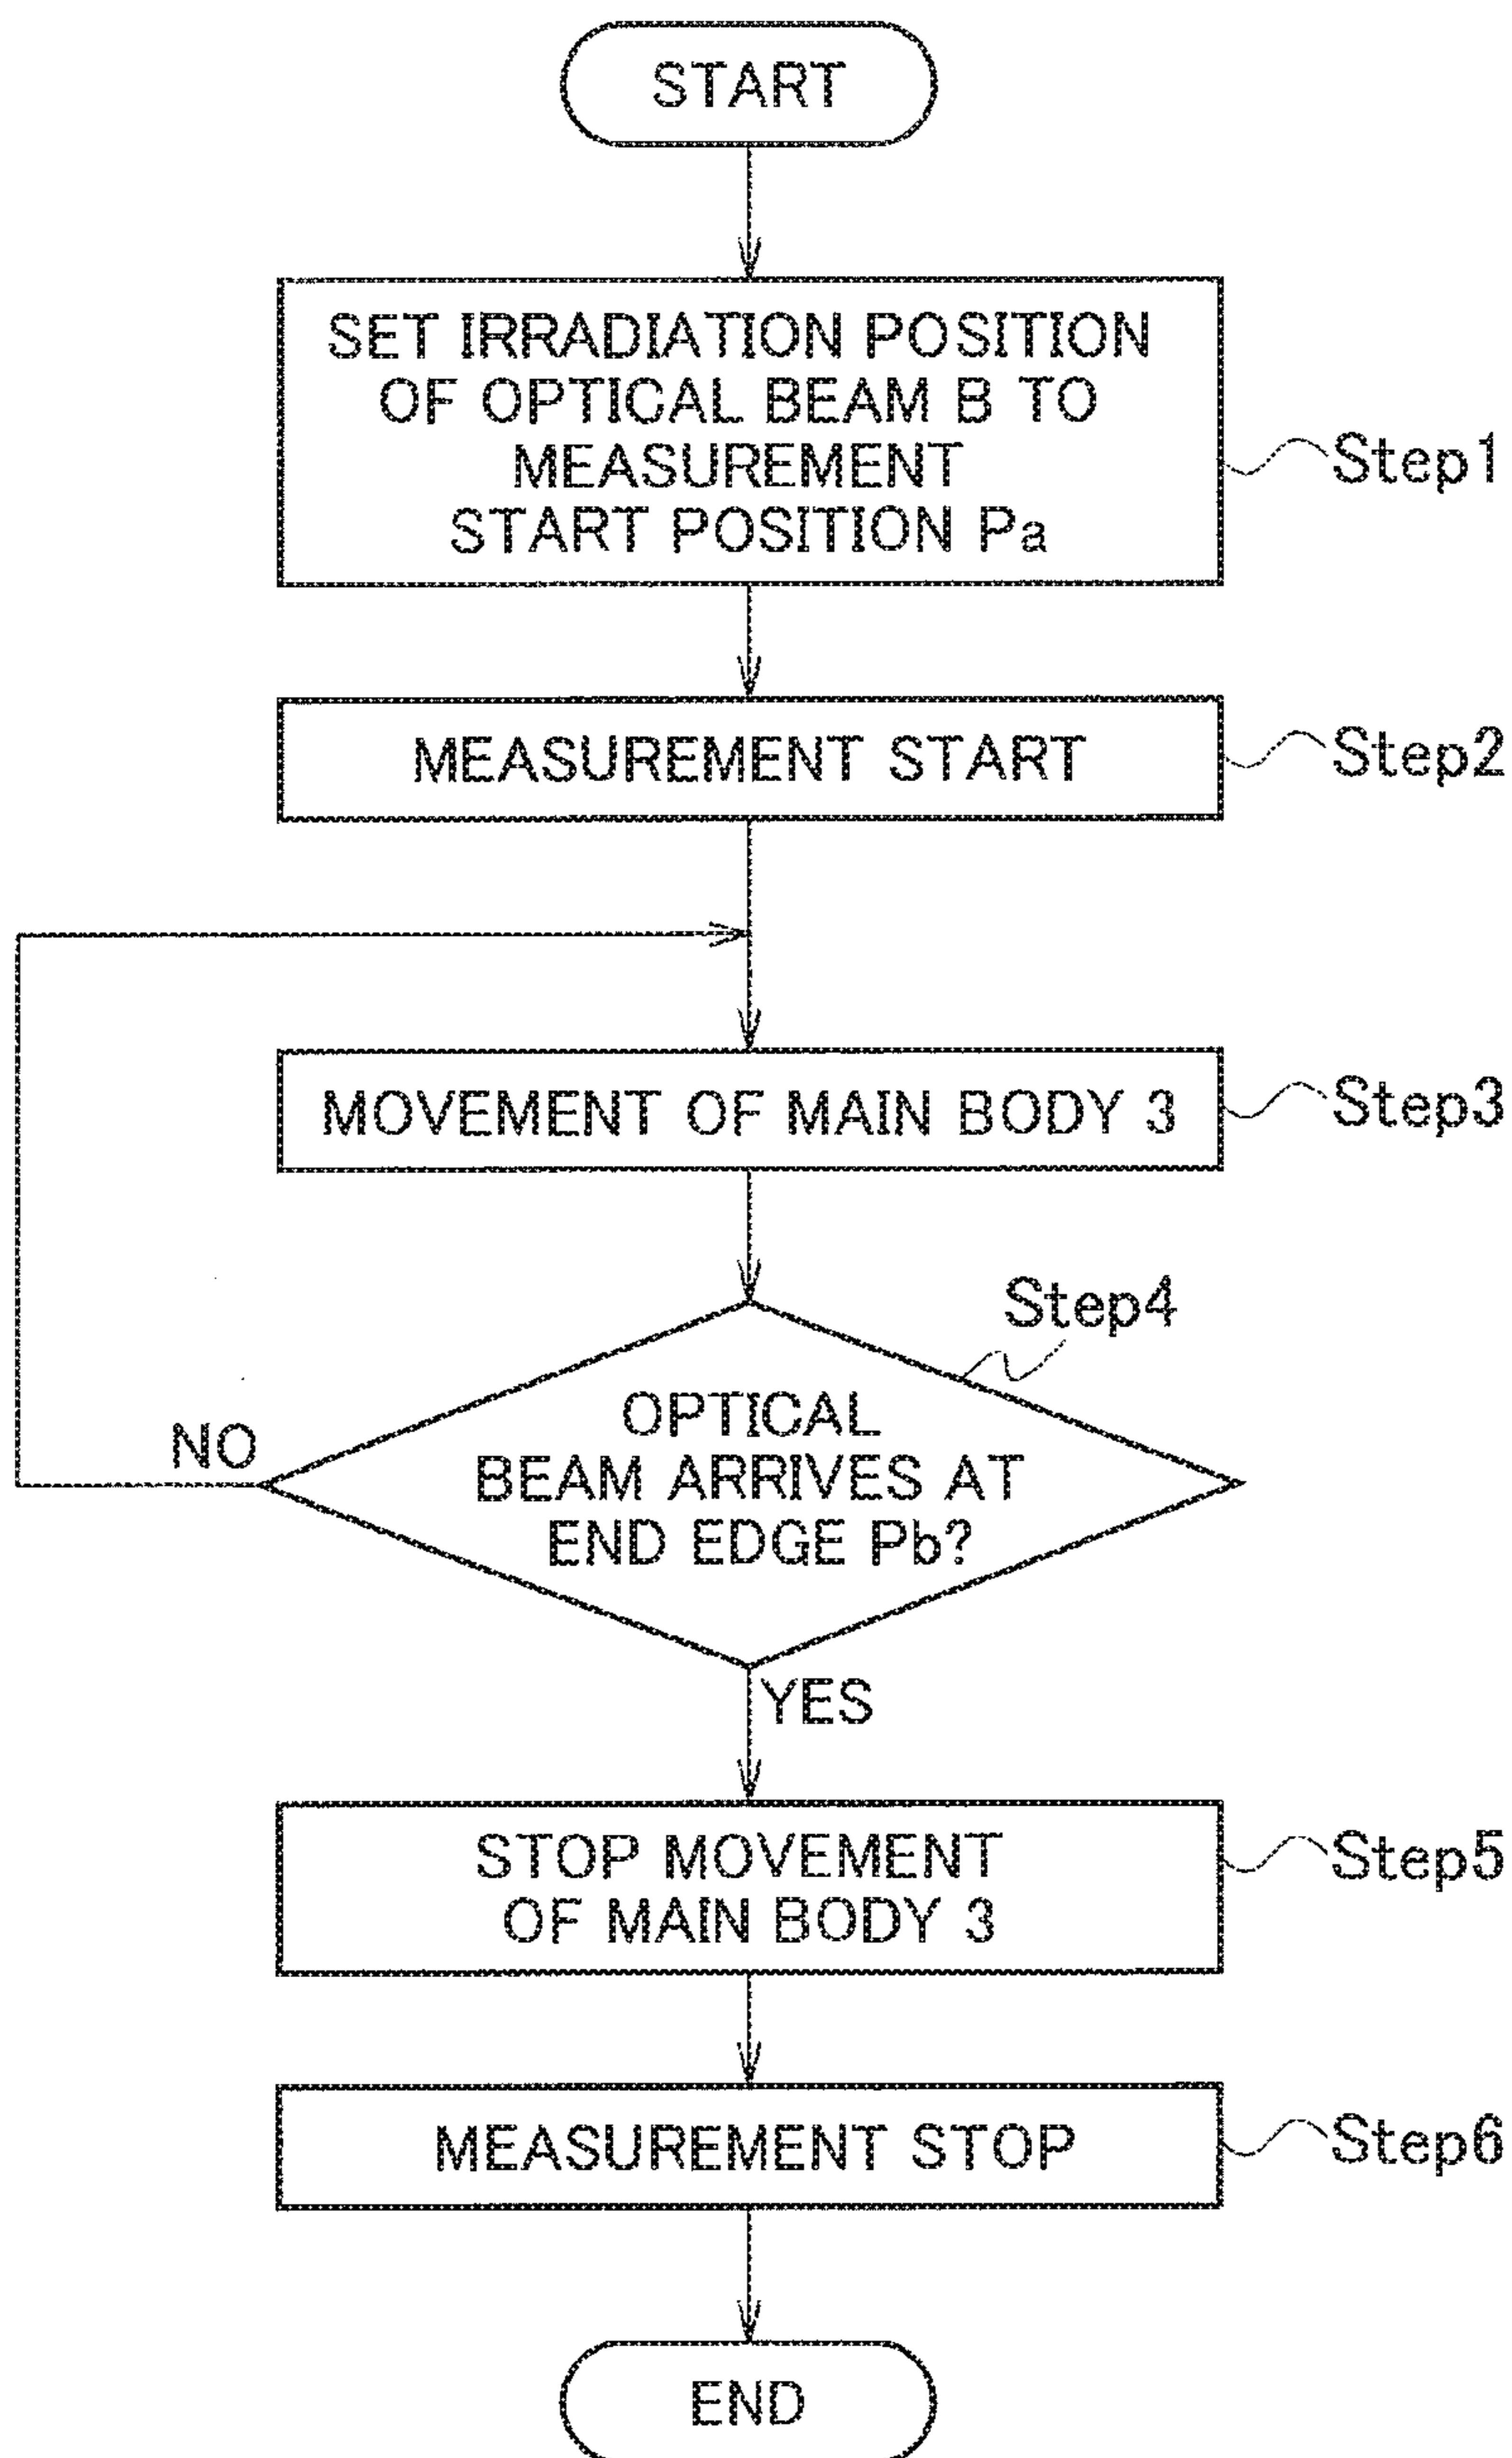 START
SET IRRADIATION POSITION
OF OPTICAL BEAM B TO
MEASUREMENT
START POSITION Pa
Step1
MEASUREMENT START
Step2
MOVEMENT OF MAIN BODY 3
Step3
Step4
OPTICAL
BEAM ARRIVES AT
END EDGE Pb?
NO
YES
STOP MOVEMENT
OF MAIN BODY 3
Step5
MEASUREMENT STOP
Step6
END